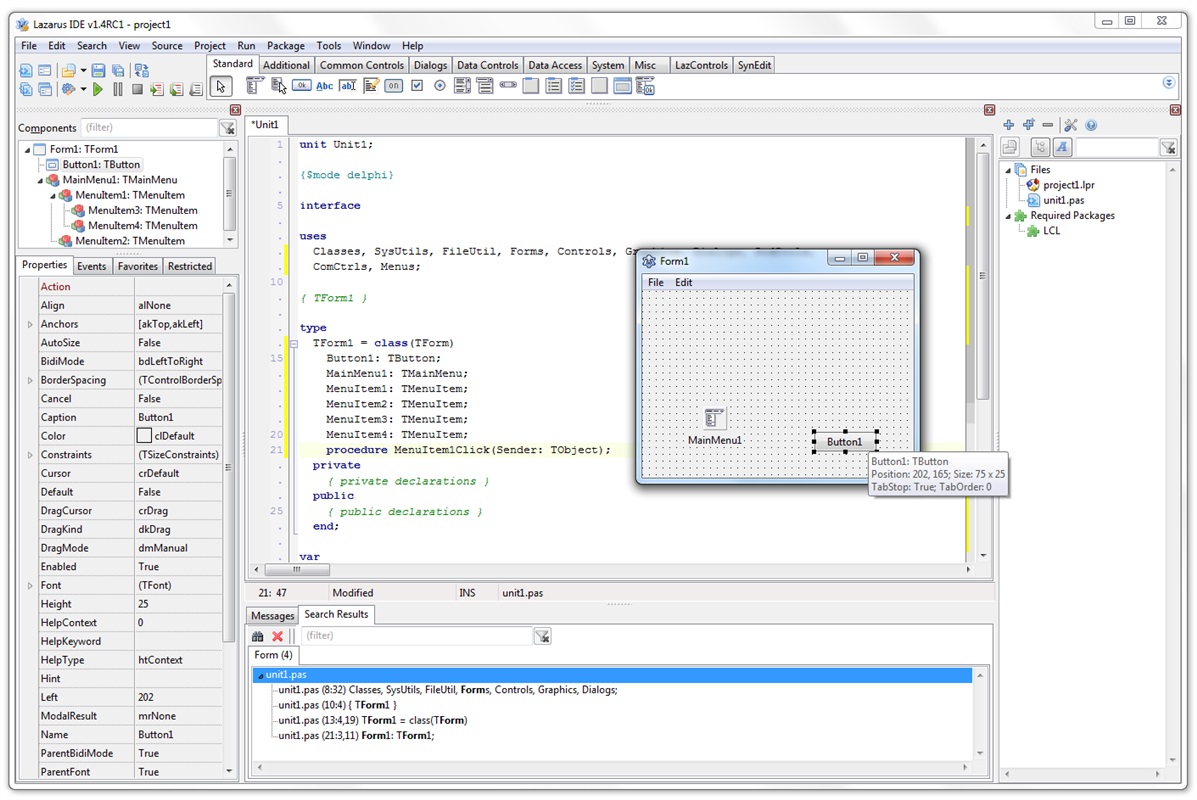 Lazarus IDE v1.4RC1 - project1
File Edit Search View Source Project Run Package Tools Window Help
Standard Additional Common Controls Dialogs Data Controls Data Access System Misc LazControls SynEdit
Ok Abc abI on
Components (filter)
Form1: TForm1
Button1: TButton
MainMenu1: TMainMenu
MenuItem1: TMenuItem
MenuItem3: TMenuItem
MenuItem4: TMenuItem
MenuItem2: TMenuItem
Properties Events Favorites Restricted
Action
Align alNone
Anchors [akTop,akLeft]
AutoSize False
BidiMode bdLeftToRight
BorderSpacing (TControlBorderSp
Cancel False
Caption Button1
Color clDefault
Constraints (TSizeConstraints)
Cursor crDefault
Default False
DragCursor crDrag
DragKind dkDrag
DragMode dmManual
Enabled True
Font (TFont)
Height 25
HelpContext 0
HelpKeyword
HelpType htContext
Hint
Left 202
ModalResult mrNone
Name Button1
ParentBidiMode True
ParentFont True
*Unit1
1 unit Unit1;
{$mode delphi}
5 interface
uses
Classes, SysUtils, FileUtil, Forms, Controls,
ComCtrls, Menus;
10
{ TForm1 }
type
TForm1 = class(TForm)
15 Button1: TButton;
MainMenu1: TMainMenu;
MenuItem1: TMenuItem;
MenuItem2: TMenuItem;
MenuItem3: TMenuItem;
20 MenuItem4: TMenuItem;
21 procedure MenuItem1Click(Sender: TObject);
private
{ private declarations }
public
25 { public declarations }
end;
var
Form1
File Edit
MainMenu1
Button1
Button1: TButton
Position: 202, 165; Size: 75 x 25
TabStop: True; TabOrder: 0
21: 47 Modified INS unit1.pas
Messages Search Results
(filter)
Form (4)
unit1.pas
unit1.pas (8:32) Classes, SysUtils, FileUtil, Forms, Controls, Graphics, Dialogs;
unit1.pas (10:4) { TForm1 }
unit1.pas (13:4,19) TForm1 = class(TForm)
unit1.pas (21:3,11) Form1: TForm1;
A
Files
project1.lpr
unit1.pas
Required Packages
LCL